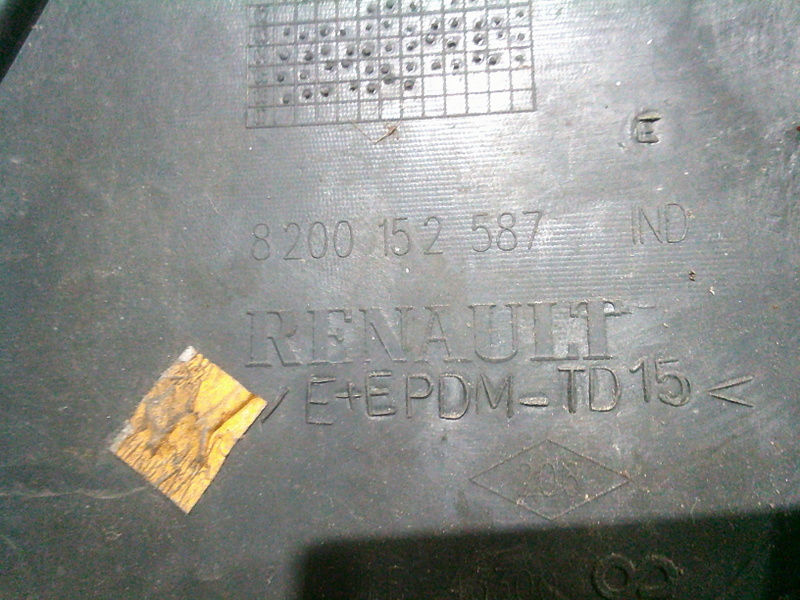 E
8 200 152 587 IND
RENAULT
E+EPDM-TD15<